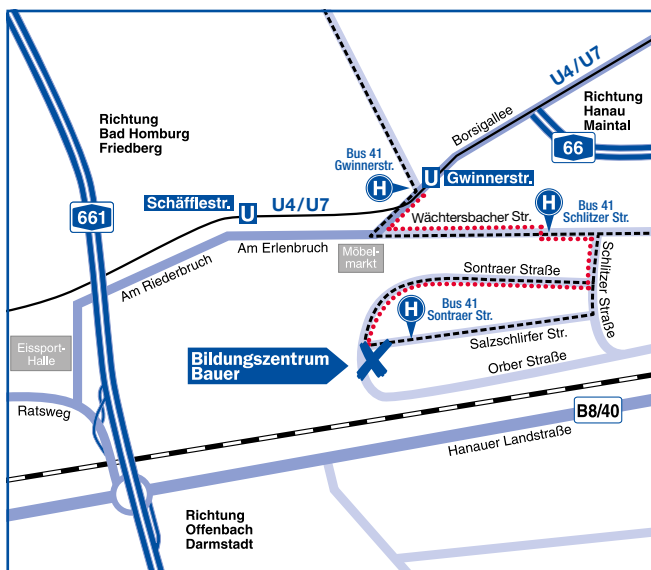 U4/U7
Richtung
Hanau
Maintal
Borsigallee
66
Richtung
Bad Homburg
Friedberg
Bus 41
Gwinnerstr.
H
U
Gwinnerstr.
Schäfflestr.
U
U4/U7
661
Wächtersbacher Str.
H
Bus 41
Schlitzer Str.
Am Erlenbruch
Möbel-
markt
Am Riederbruch
Sontraer Straße
Schlitzer Straße
H
Bus 41
Sontraer Str.
Salzschlirfer Str.
Eissport-
Halle
Bildungszentrum
Bauer
Orber Straße
Ratsweg
B8/40
Hanauer Landstraße
Richtung
Offenbach
Darmstadt